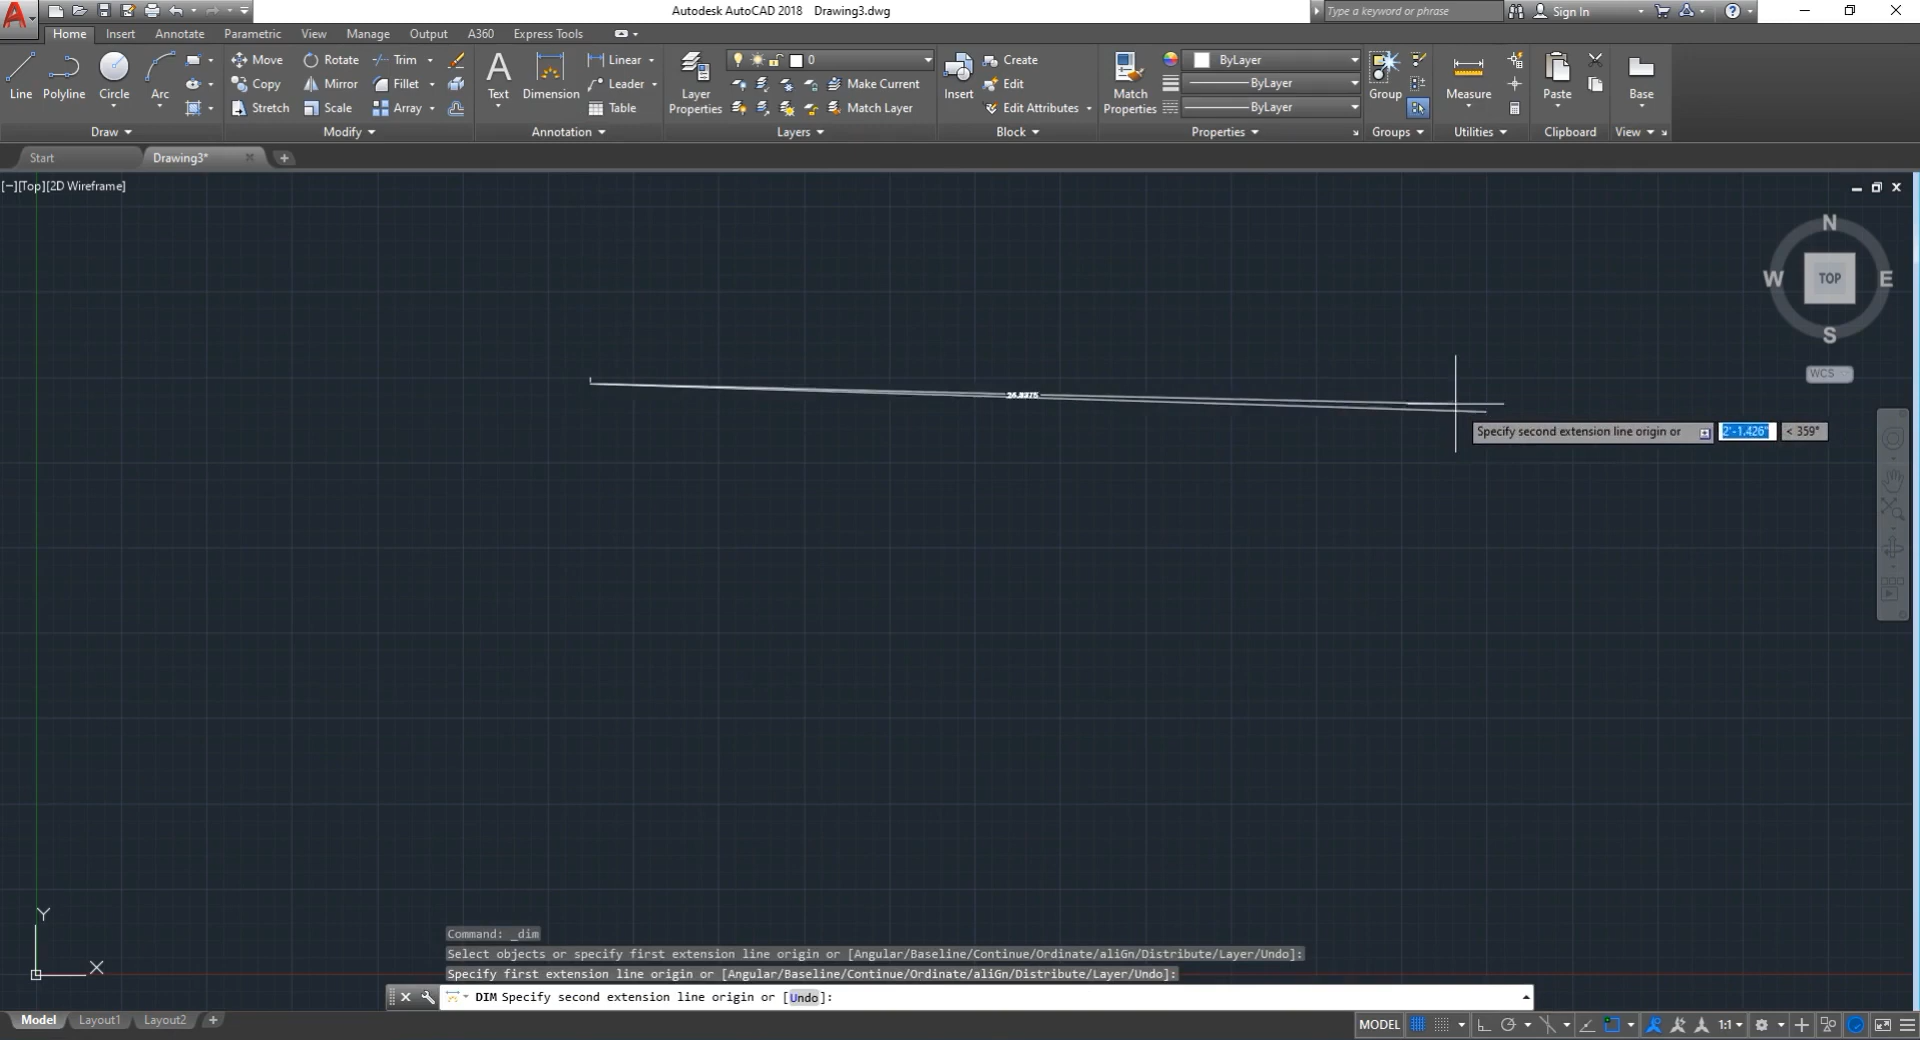 Autodesk AutoCAD 2018 Drawing3.dwg
Type a keyword or phrase
Sign In
Home Insert Annotate Parametric View Manage Output A360 Express Tools
Line Polyline Circle Arc
Move Rotate Trim
Copy Mirror Fillet
Stretch Scale Array
Text Dimension
Linear
Leader
Table
Layer Properties
0
Make Current
Match Layer
Insert
Create
Edit
Edit Attributes
Match Properties
ByLayer
ByLayer
ByLayer
Group
Measure
Paste
Base
Draw Modify Annotation Layers Block Properties Groups Utilities Clipboard View
Start Drawing3*
[−][Top][2D Wireframe]
N
W TOP E
S
WCS
Specify second extension line origin or 2'-1.426" < 359°
Y
X
Command: _dim
Select objects or specify first extension line origin or [Angular/Baseline/Continue/Ordinate/aliGn/Distribute/Layer/Undo]:
Specify first extension line origin or [Angular/Baseline/Continue/Ordinate/aliGn/Distribute/Layer/Undo]:
DIM Specify second extension line origin or [Undo]:
Model Layout1 Layout2
MODEL 1:1